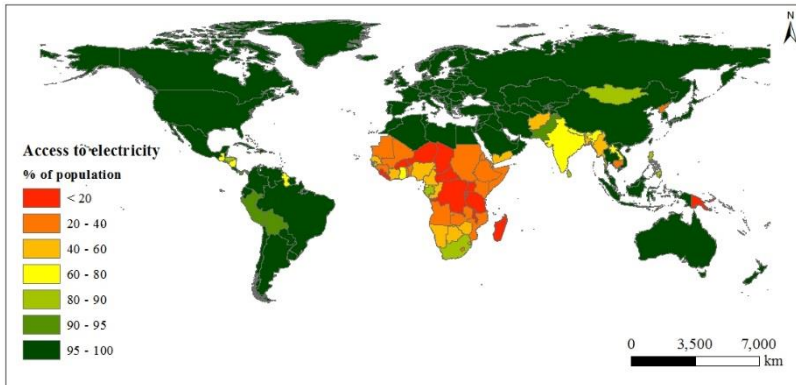 N
Access to electricity
% of population
< 20
20 - 40
40 - 60
60 - 80
80 - 90
90 - 95
95 - 100
0 3,500 7,000
km